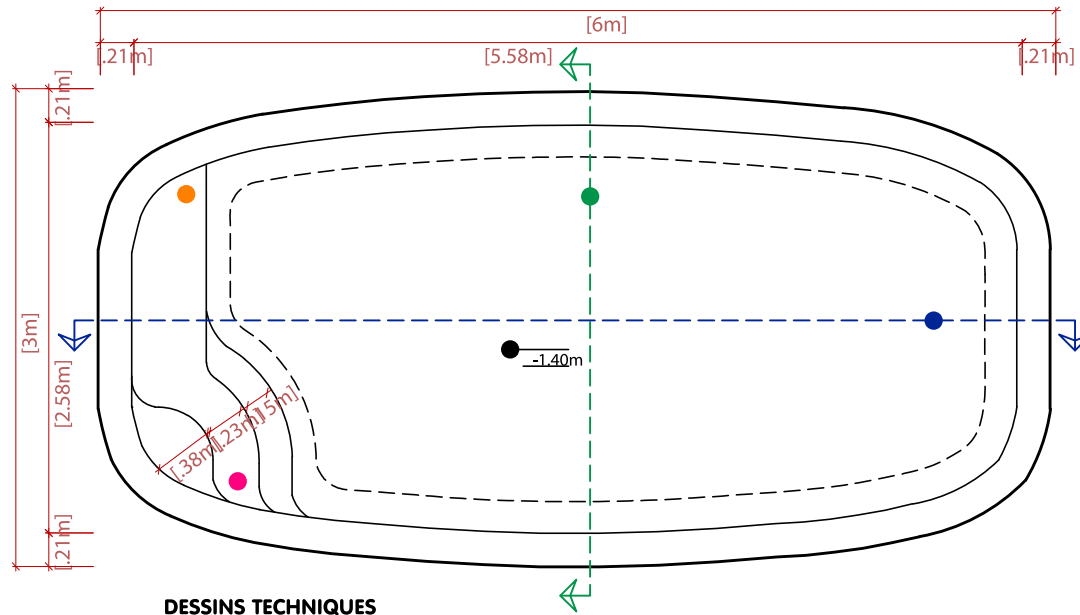 [6m]
[.21m]
[5.58m]
[.21m]
[.21m]
[3m]
[2.58m]
-1.40m
[.38m]
[.23m]
[.15m]
[.21m]
DESSINS TECHNIQUES